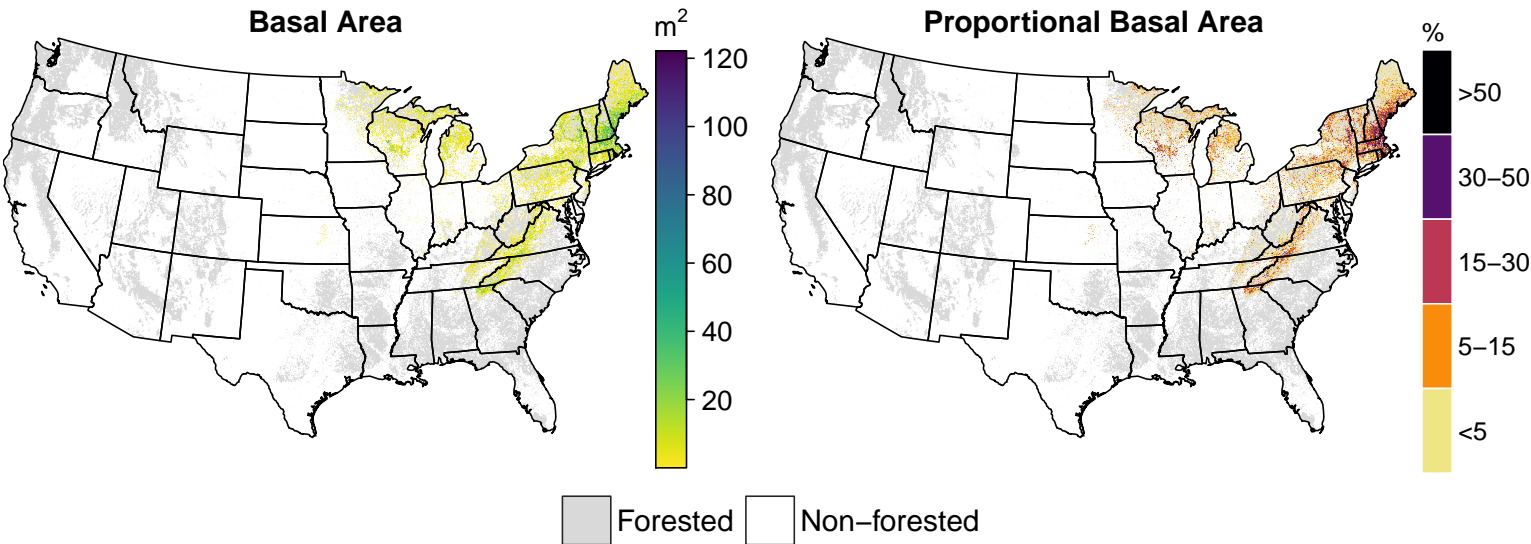 Basal Area
m²
120
100
80
60
40
20
Proportional Basal Area
%
>50
30−50
15−30
5−15
<5
Forested
Non−forested